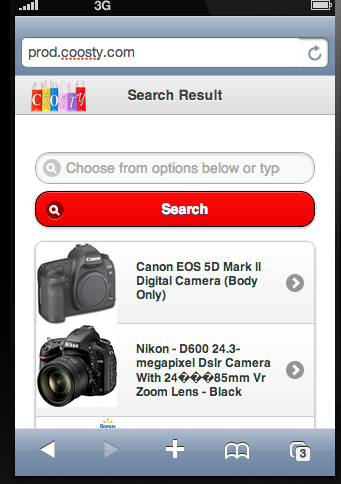 3G
prod.coosty.com
COOSTY
Search Result
Choose from options below or type
Search
Canon
Canon EOS 5D Mark II
Digital Camera (Body
Only)
Nikon
Nikon - D600 24.3-
megapixel Dslr Camera
With 24���85mm Vr
Zoom Lens - Black
Bonus
3